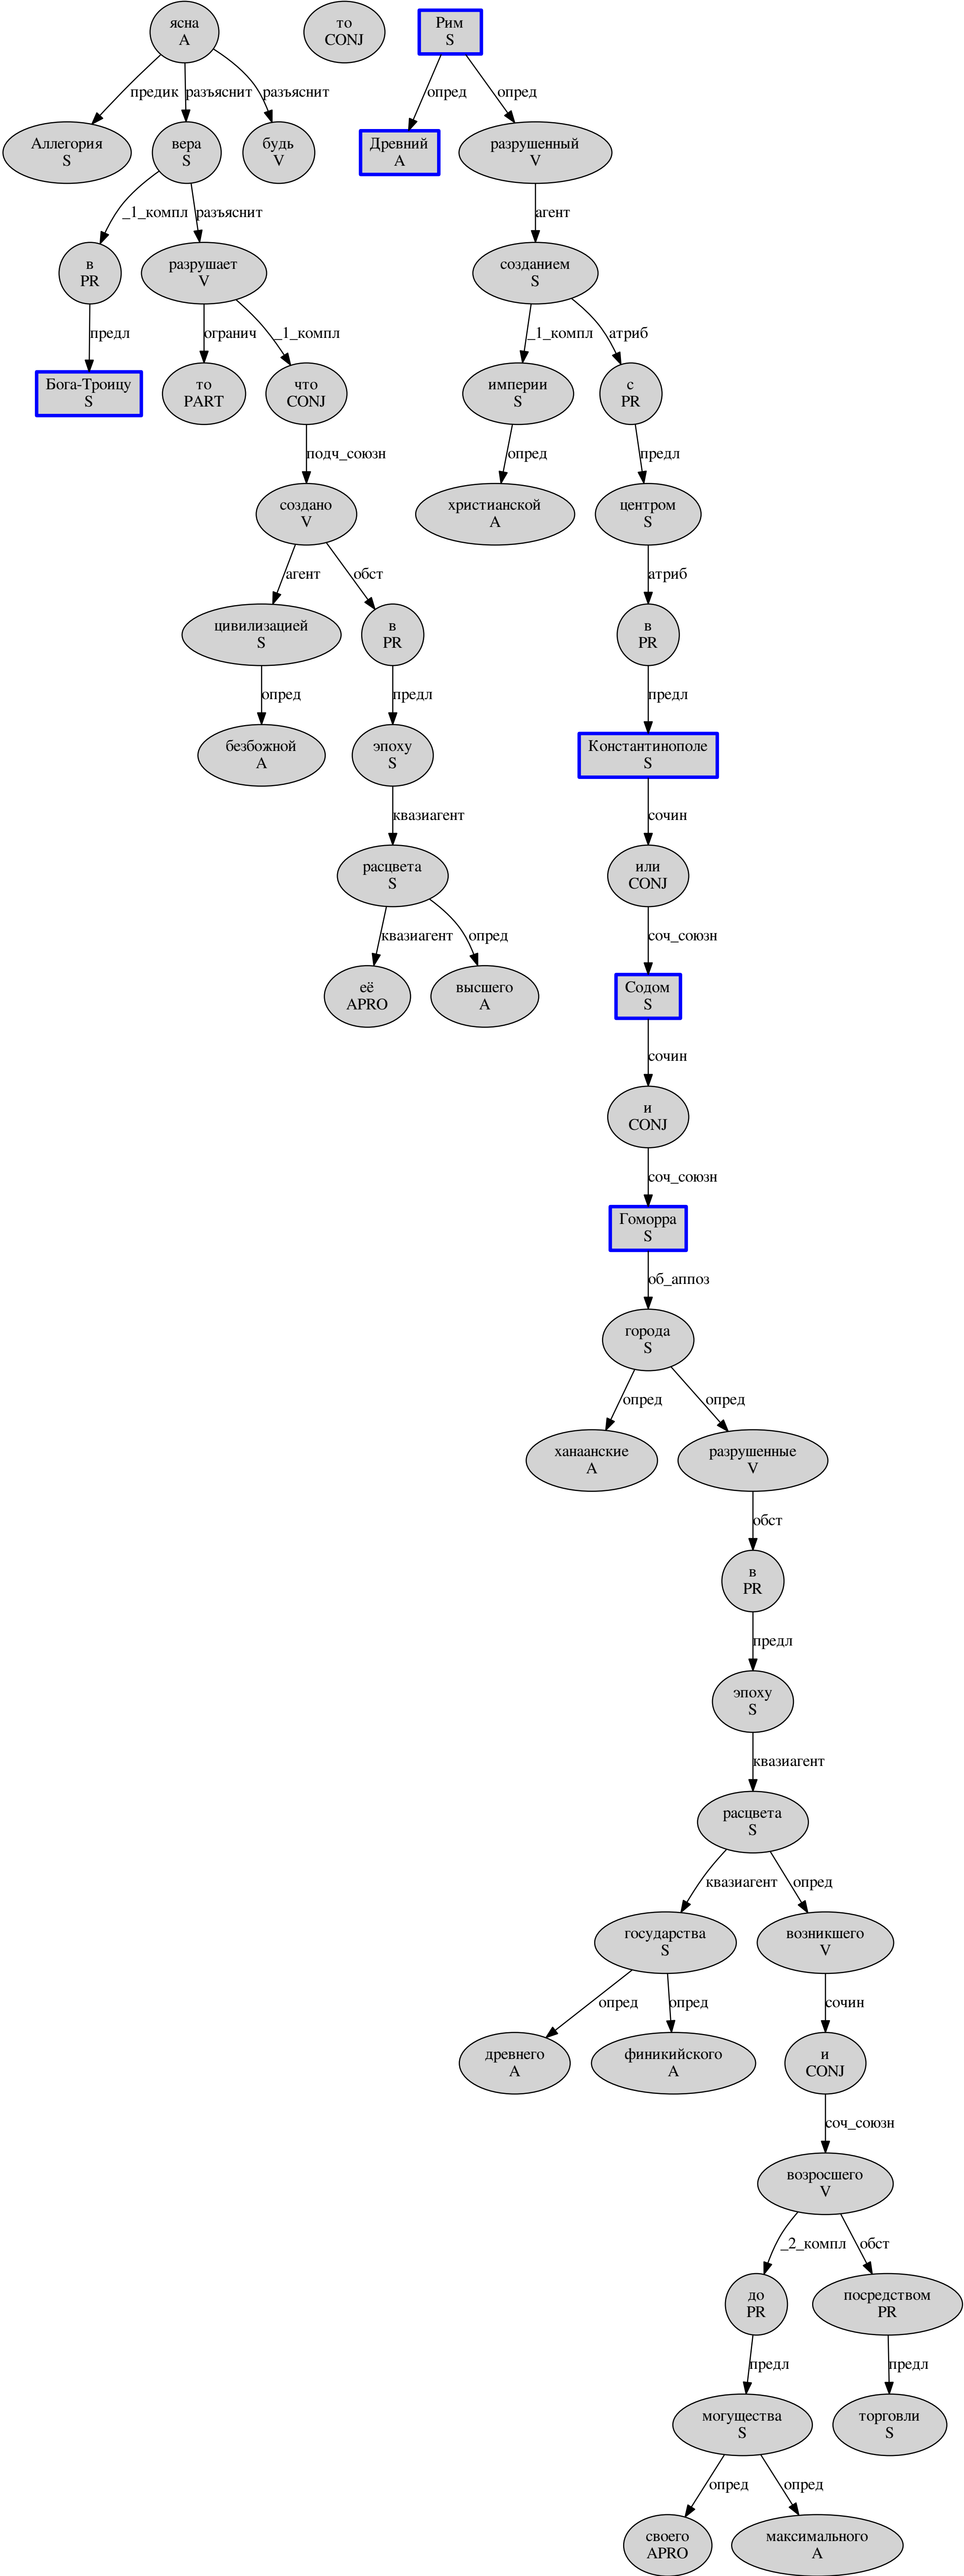 ясна
A
то
CONJ
Рим
S
предик
разъяснит
разъяснит
опред
опред
Аллегория
S
вера
S
будь
V
Древний
A
разрушенный
V
_1_компл
разъяснит
агент
в
PR
разрушает
V
созданием
S
предл
огранич
_1_компл
_1_компл
атриб
Бога-Троицу
S
то
PART
что
CONJ
империи
S
с
PR
подч_союзн
опред
предл
создано
V
христианской
A
центром
S
агент
обст
атриб
цивилизацией
S
в
PR
в
PR
опред
предл
предл
безбожной
A
эпоху
S
Константинополе
S
квазиагент
сочин
расцвета
S
или
CONJ
квазиагент
опред
соч_союзн
её
APRO
высшего
A
Содом
S
сочин
и
CONJ
соч_союзн
Гоморра
S
об_аппоз
города
S
опред
опред
ханаанские
A
разрушенные
V
обст
в
PR
предл
эпоху
S
квазиагент
расцвета
S
квазиагент
опред
государства
S
возникшего
V
опред
опред
сочин
древнего
A
финикийского
A
и
CONJ
соч_союзн
возросшего
V
_2_компл
обст
до
PR
посредством
PR
предл
предл
могущества
S
торговли
S
опред
опред
своего
APRO
максимального
A